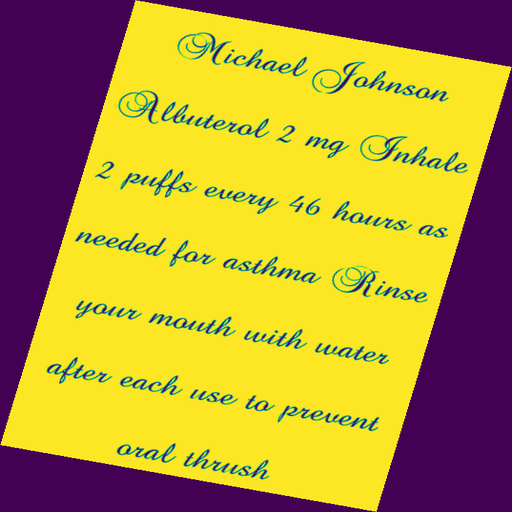 Michael Johnson
Albuterol 2 mg Inhale
2 puffs every 46 hours as
needed for asthma Rinse
your mouth with water
after each use to prevent
oral thrush